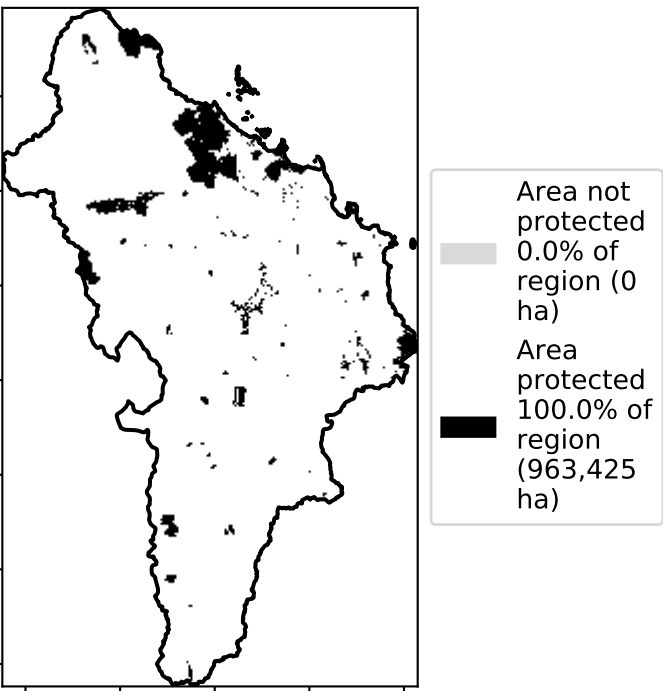 Area not
protected
0.0% of
region (0
ha)
Area
protected
100.0% of
region
(963,425
ha)